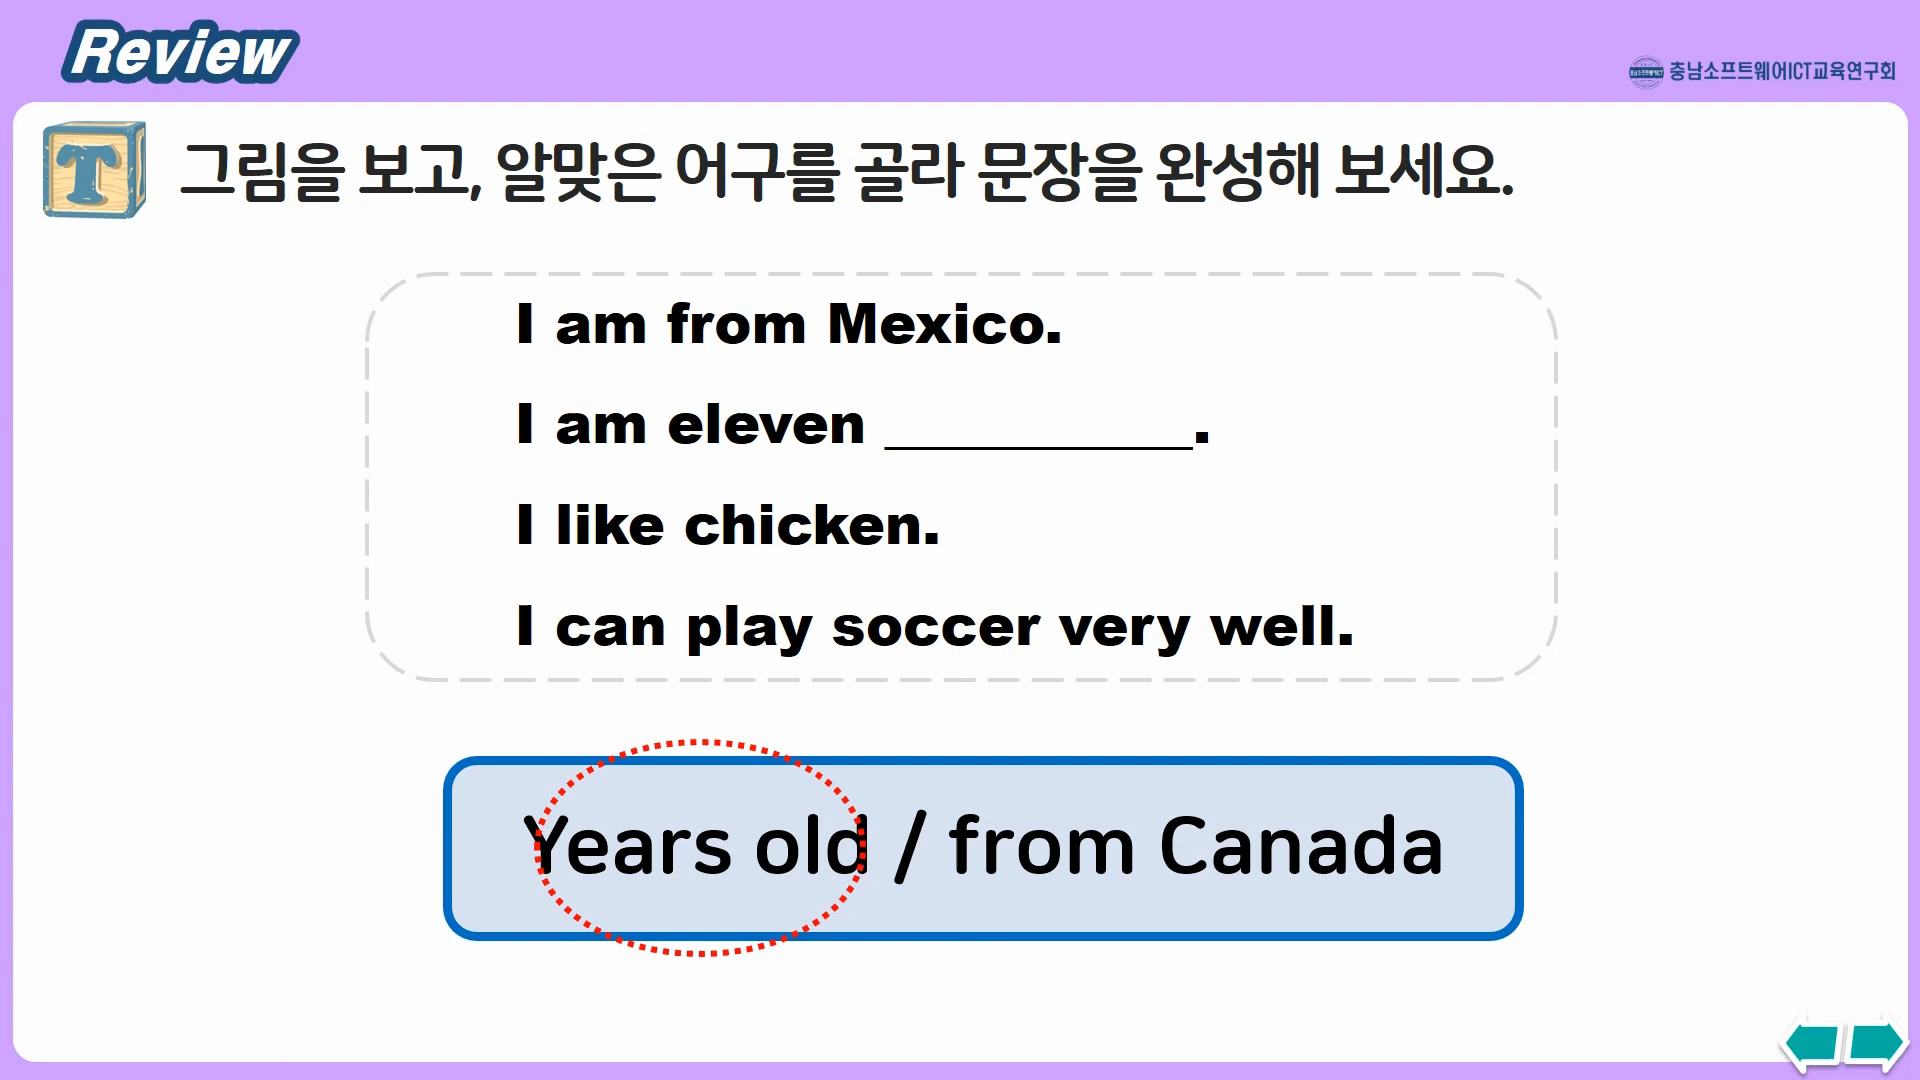 Review
충남소프트웨어ICT교육연구회
T 그림을 보고, 알맞은 어구를 골라 문장을 완성해 보세요.
I am from Mexico.
I am eleven ___________.
I like chicken.
I can play soccer very well.
Years old / from Canada